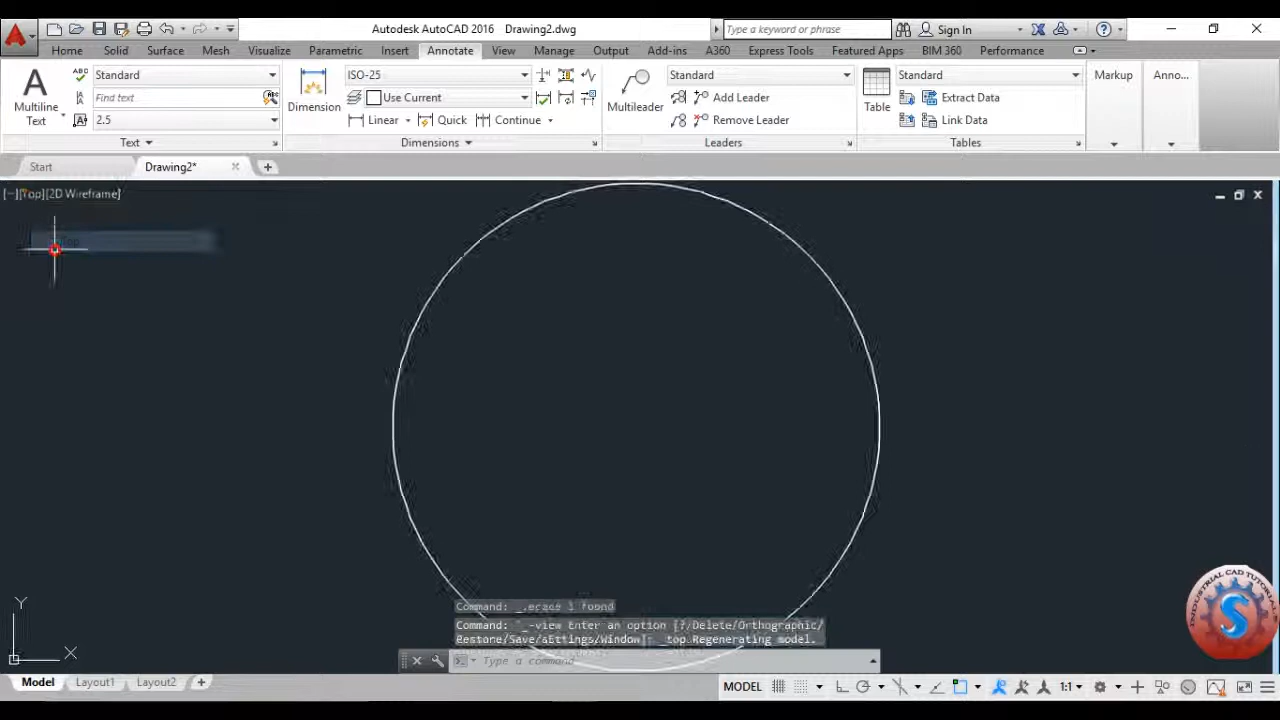 Autodesk AutoCAD 2016 Drawing2.dwg
Type a keyword or phrase
Sign In
Home Solid Surface Mesh Visualize Parametric Insert Annotate View Manage Output Add-ins A360 Express Tools Featured Apps BIM 360 Performance
Multiline Text
Standard
Find text
2.5
Text
Dimension
ISO-25
Use Current
Linear Quick Continue
Dimensions
Multileader
Standard
Add Leader
Remove Leader
Leaders
Table
Standard
Extract Data
Link Data
Tables
Markup
Anno...
Start Drawing2*
[−][Top][2D Wireframe]
Top
Y
X
Command: _.erase 1 found
Command: '_-view Enter an option [?/Delete/Orthographic/
Restore/Save/sEttings/Window]: _top Regenerating model.
Type a command
INDUSTRIAL CAD TUTORIALS
S
Model Layout1 Layout2
MODEL
1:1